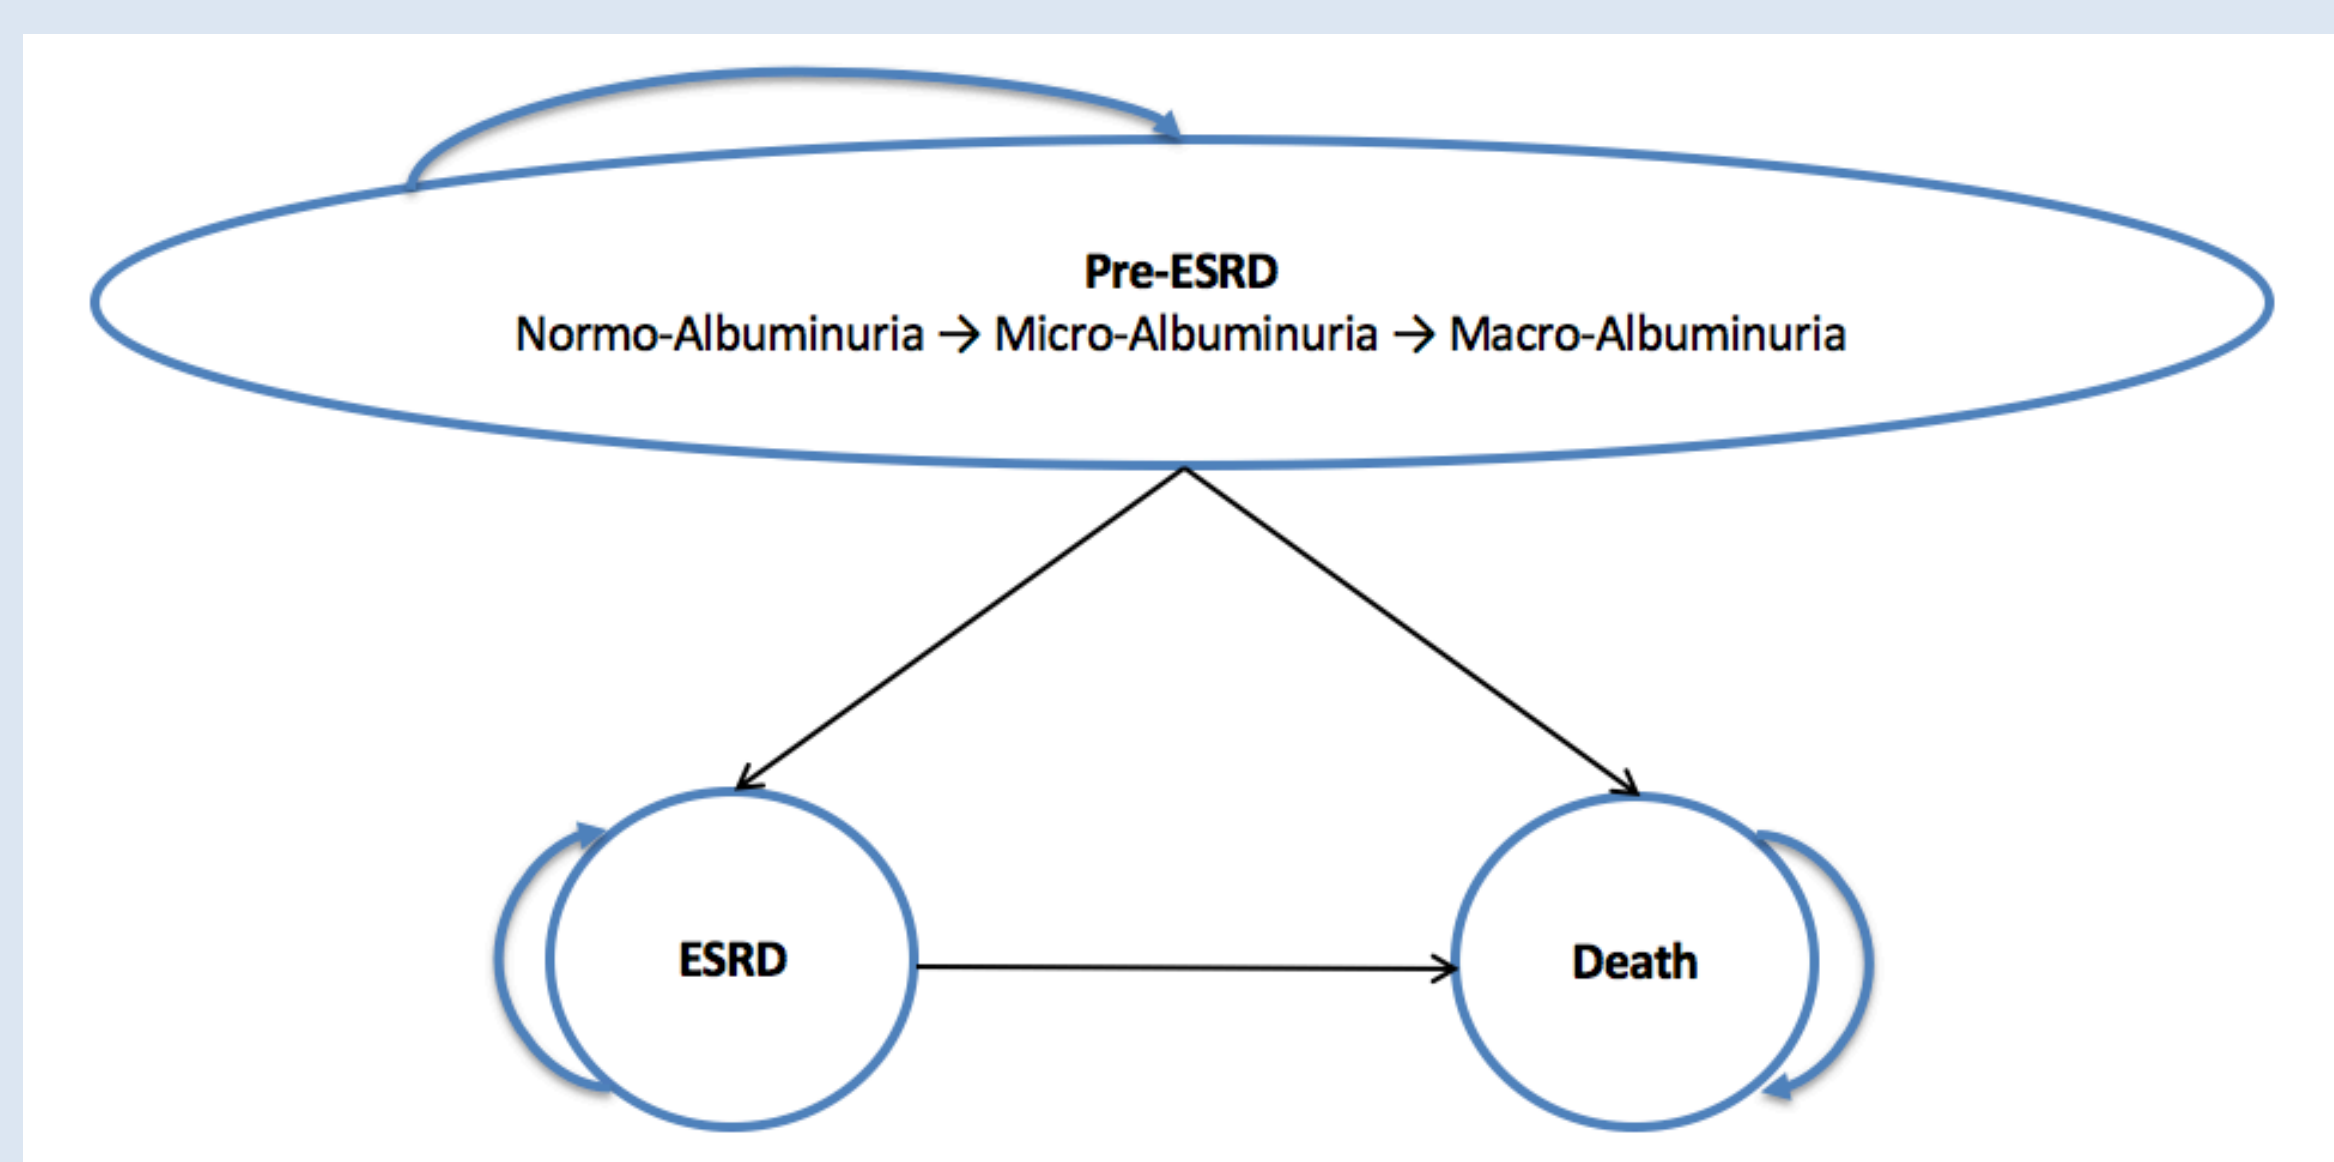 Pre-ESRD
Normo-Albuminuria → Micro-Albuminuria → Macro-Albuminuria
ESRD
Death